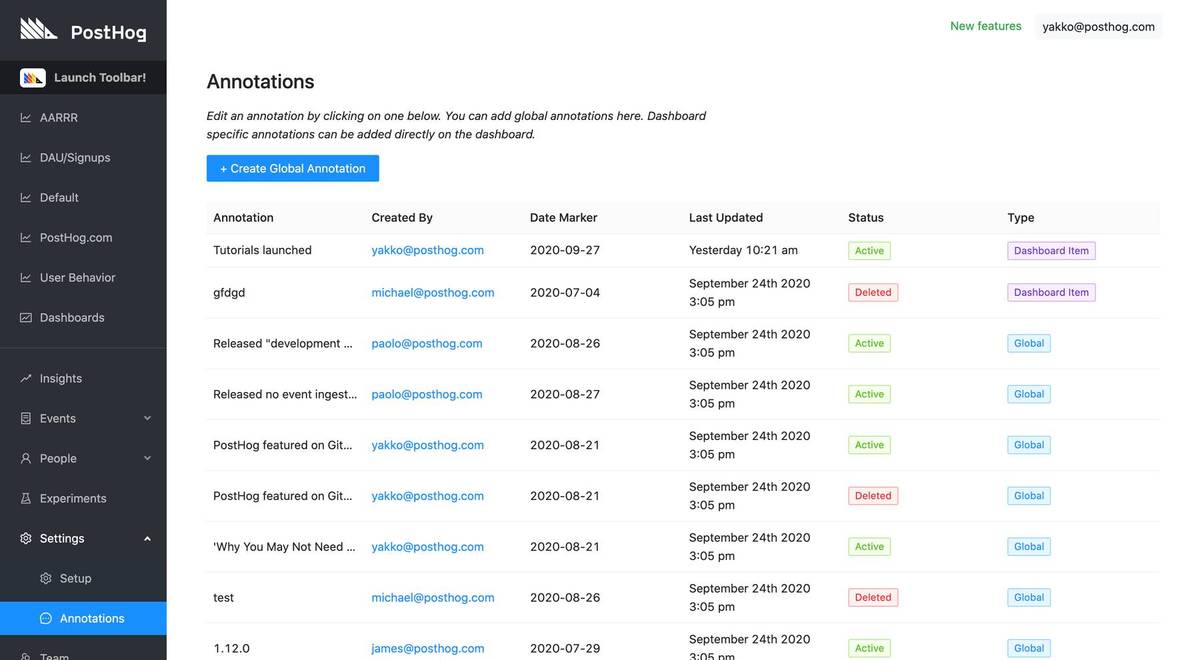 PostHog
New features
yakko@posthog.com
Launch Toolbar!
AARRR
DAU/Signups
Default
PostHog.com
User Behavior
Dashboards
Insights
Events
People
Experiments
Settings
Setup
Annotations
Team
Annotations
Edit an annotation by clicking on one below. You can add global annotations here. Dashboard
specific annotations can be added directly on the dashboard.
+ Create Global Annotation
Annotation Created By Date Marker Last Updated Status Type
Tutorials launched yakko@posthog.com 2020-09-27 Yesterday 10:21 am Active Dashboard Item
gfdgd michael@posthog.com 2020-07-04 September 24th 2020 Deleted Dashboard Item
3:05 pm
Released "development ... paolo@posthog.com 2020-08-26 September 24th 2020 Active Global
3:05 pm
Released no event ingest... paolo@posthog.com 2020-08-27 September 24th 2020 Active Global
3:05 pm
PostHog featured on Git... yakko@posthog.com 2020-08-21 September 24th 2020 Active Global
3:05 pm
PostHog featured on Git... yakko@posthog.com 2020-08-21 September 24th 2020 Deleted Global
3:05 pm
'Why You May Not Need ... yakko@posthog.com 2020-08-21 September 24th 2020 Active Global
3:05 pm
test michael@posthog.com 2020-08-26 September 24th 2020 Deleted Global
3:05 pm
1.12.0 james@posthog.com 2020-07-29 September 24th 2020 Active Global
3:05 pm